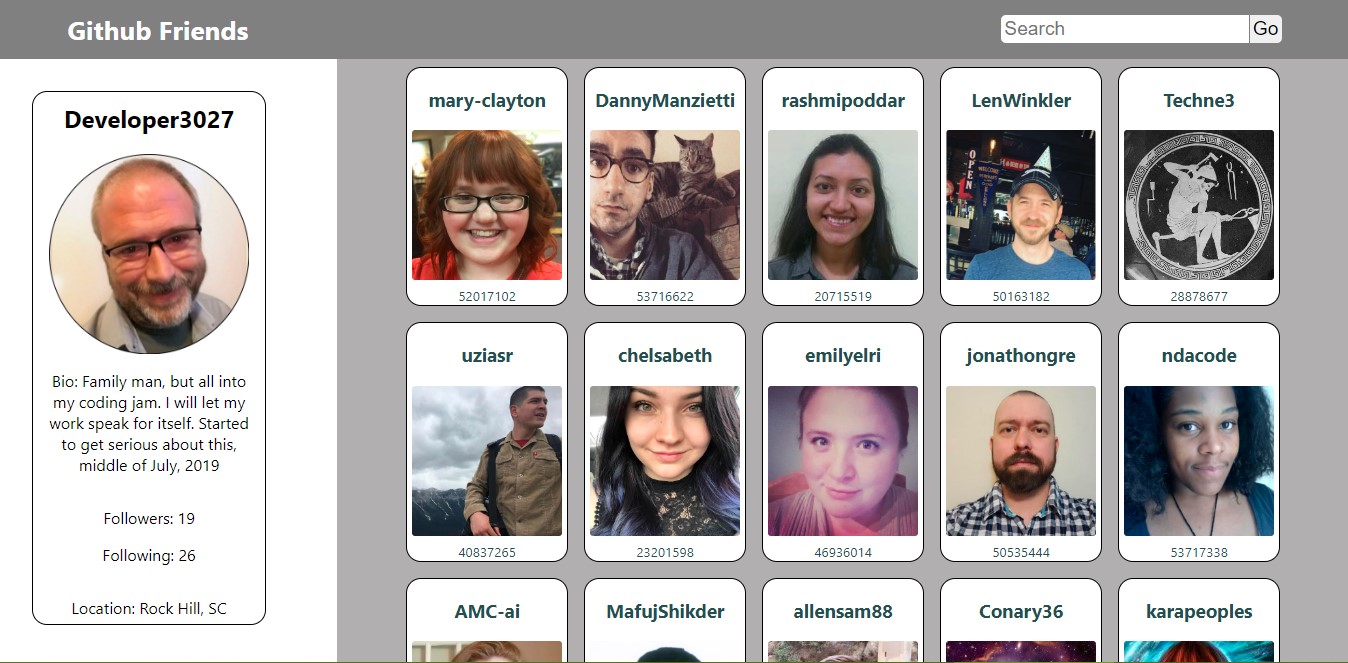 Github Friends
Search
Go
Developer3027
Bio: Family man, but all into
my coding jam. I will let my
work speak for itself. Started
to get serious about this,
middle of July, 2019
Followers: 19
Following: 26
Location: Rock Hill, SC
mary-clayton
DannyManzietti
rashmipoddar
LenWinkler
Techne3
OPEN
WELCOME
52017102
53716622
20715519
50163182
28878677
uziasr
chelsabeth
emilyelri
jonathongre
ndacode
40837265
23201598
46936014
50535444
53717338
AMC-ai
MafujShikder
allensam88
Conary36
karapeoples